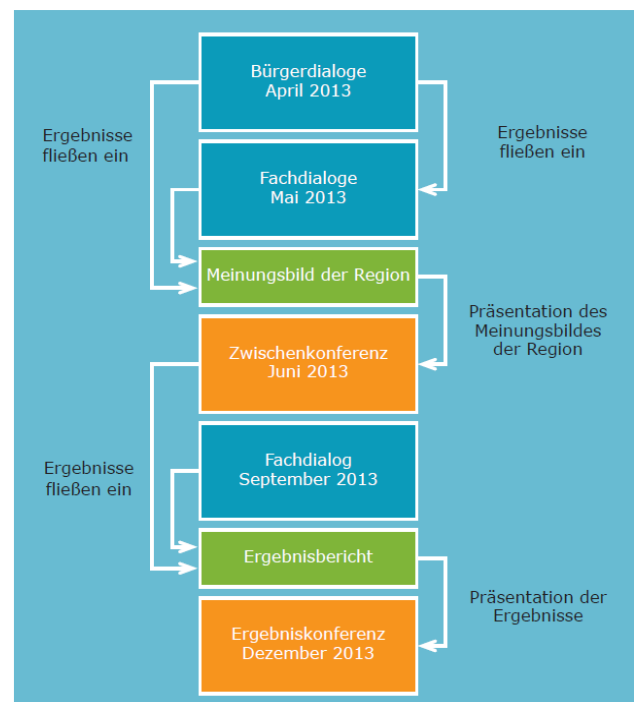 Bürgerdialoge
April 2013
Ergebnisse
fließen ein
Ergebnisse
fließen ein
Fachdialoge
Mai 2013
Meinungsbild der Region
Präsentation des
Meinungsbildes
der Region
Zwischenkonferenz
Juni 2013
Ergebnisse
fließen ein
Fachdialog
September 2013
Ergebnisbericht
Präsentation der
Ergebnisse
Ergebniskonferenz
Dezember 2013